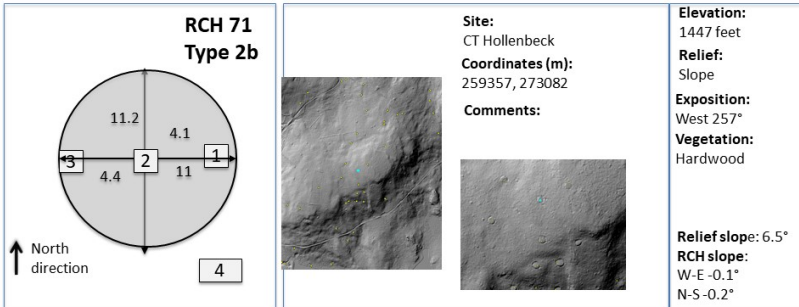 RCH 71
Type 2b
11.2
4.1
3
2
1
4.4
11
North
direction
4
Site:
CT Hollenbeck
Coordinates (m):
259357, 273082
Comments:
Elevation:
1447 feet
Relief:
Slope
Exposition:
West 257°
Vegetation:
Hardwood
Relief slope: 6.5°
RCH slope:
W-E -0.1°
N-S -0.2°